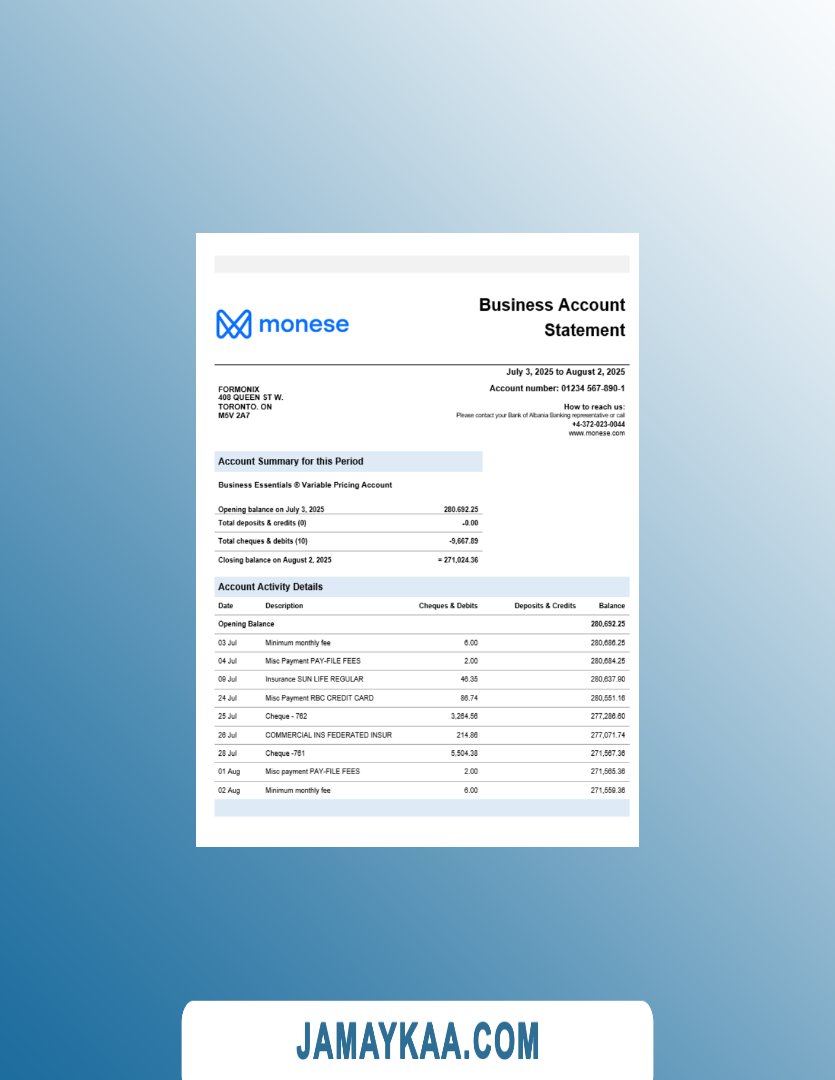 monese
Business Account
Statement
July 3, 2025 to August 2, 2025
Account number: 01234 567-890-1
FORMONIX
408 QUEEN ST W.
TORONTO. ON
M5V 2A7
How to reach us:
Please contact your Bank of Albania Banking representative or call
+4-372-023-0044
www.monese.com
Account Summary for this Period
Business Essentials ® Variable Pricing Account
Opening balance on July 3, 2025 280.692.25
Total deposits & credits (0) -0.00
Total cheques & debits (10) -9,667.89
Closing balance on August 2, 2025 = 271,024.36
Account Activity Details
Date Description Cheques & Debits Deposits & Credits Balance
Opening Balance 280,692.25
03 Jul Minimum monthly fee 6.00 280,686.25
04 Jul Misc Payment PAY-FILE FEES 2.00 280,684.25
09 Jul Insurance SUN LIFE REGULAR 46.35 280,637.90
24 Jul Misc Payment RBC CREDIT CARD 86.74 280,551.16
25 Jul Cheque - 762 3,264.56 277,286.60
26 Jul COMMERCIAL INS FEDERATED INSUR 214.86 277,071.74
28 Jul Cheque -761 5,504.38 271,567.36
01 Aug Misc payment PAY-FILE FEES 2.00 271,565.36
02 Aug Minimum monthly fee 6.00 271,559.36
JAMAYKAA.COM